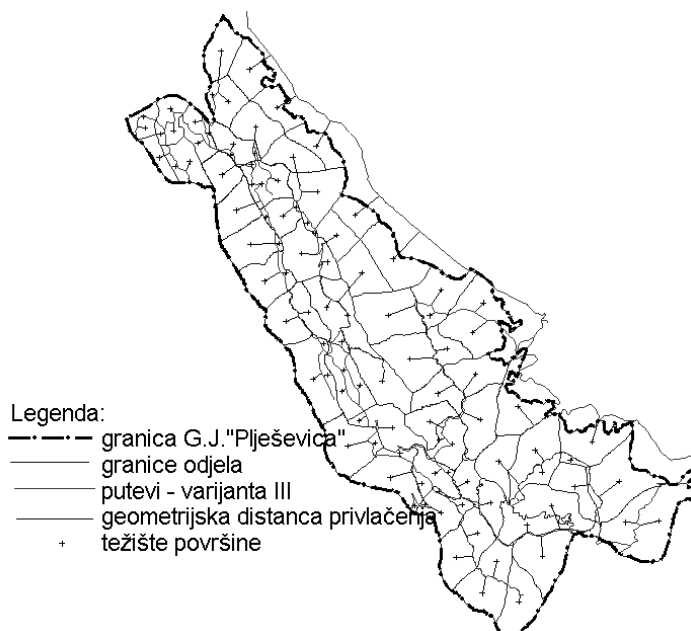 Legenda:
granica G.J."Plješevica"
granice odjela
putevi - varijanta III
geometrijska distanca privlačenja
težište površine